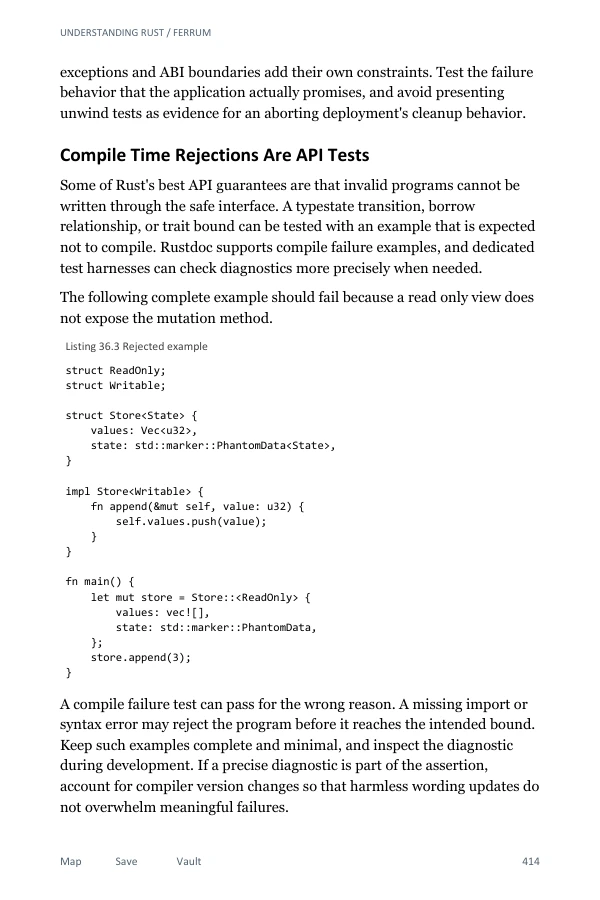 UNDERSTANDING RUST / FERRUM
exceptions and ABI boundaries add their own constraints. Test the failure
behavior that the application actually promises, and avoid presenting
unwind tests as evidence for an aborting deployment's cleanup behavior.
Compile Time Rejections Are API Tests
Some of Rust's best API guarantees are that invalid programs cannot be
written through the safe interface. A typestate transition, borrow
relationship, or trait bound can be tested with an example that is expected
not to compile. Rustdoc supports compile failure examples, and dedicated
test harnesses can check diagnostics more precisely when needed.
The following complete example should fail because a read only view does
not expose the mutation method.
Listing 36.3 Rejected example
struct ReadOnly;
struct Writable;
struct Store<State> {
    values: Vec<u32>,
    state: std::marker::PhantomData<State>,
}
impl Store<Writable> {
    fn append(&mut self, value: u32) {
        self.values.push(value);
    }
}
fn main() {
    let mut store = Store::<ReadOnly> {
        values: vec![],
        state: std::marker::PhantomData,
    };
    store.append(3);
}
A compile failure test can pass for the wrong reason. A missing import or
syntax error may reject the program before it reaches the intended bound.
Keep such examples complete and minimal, and inspect the diagnostic
during development. If a precise diagnostic is part of the assertion,
account for compiler version changes so that harmless wording updates do
not overwhelm meaningful failures.
Map Save Vault 414